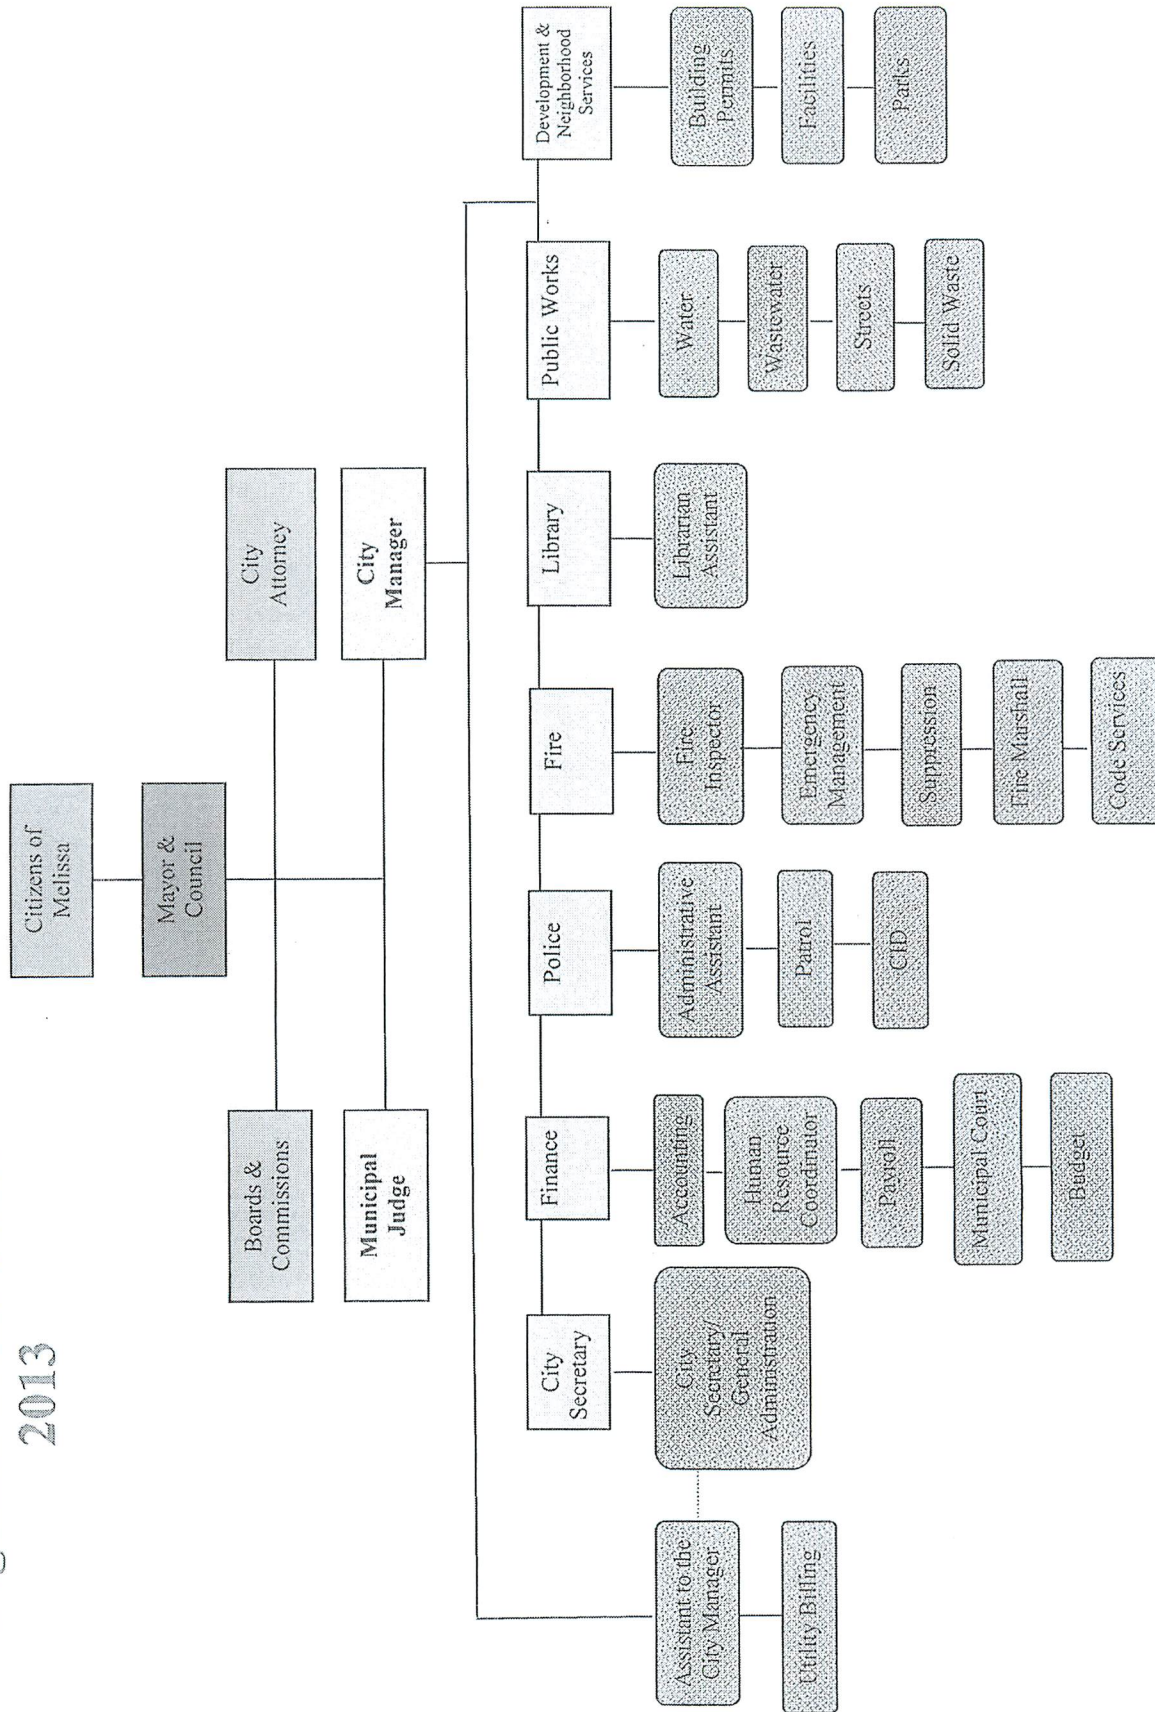 2013
Citizens of
Melissa
Mayor &
Council
Boards &
Commissions
City
Attorney
Municipal
Judge
City
Manager
City
Secretary
Finance
Police
Fire
Library
Public Works
Development &
Neighborhood
Services
Assistant to the
City Manager
Utility Billing
City
Secretary/
General
Administration
Accounting
Human
Resource
Coordinator
Payroll
Municipal Court
Budget
Administrative
Assistant
Patrol
CID
Fire
Inspector
Emergency
Management
Suppression
Fire Marshall
Code Services
Librarian
Assistant
Water
Wastewater
Streets
Solid Waste
Building
Permits
Facilities
Parks